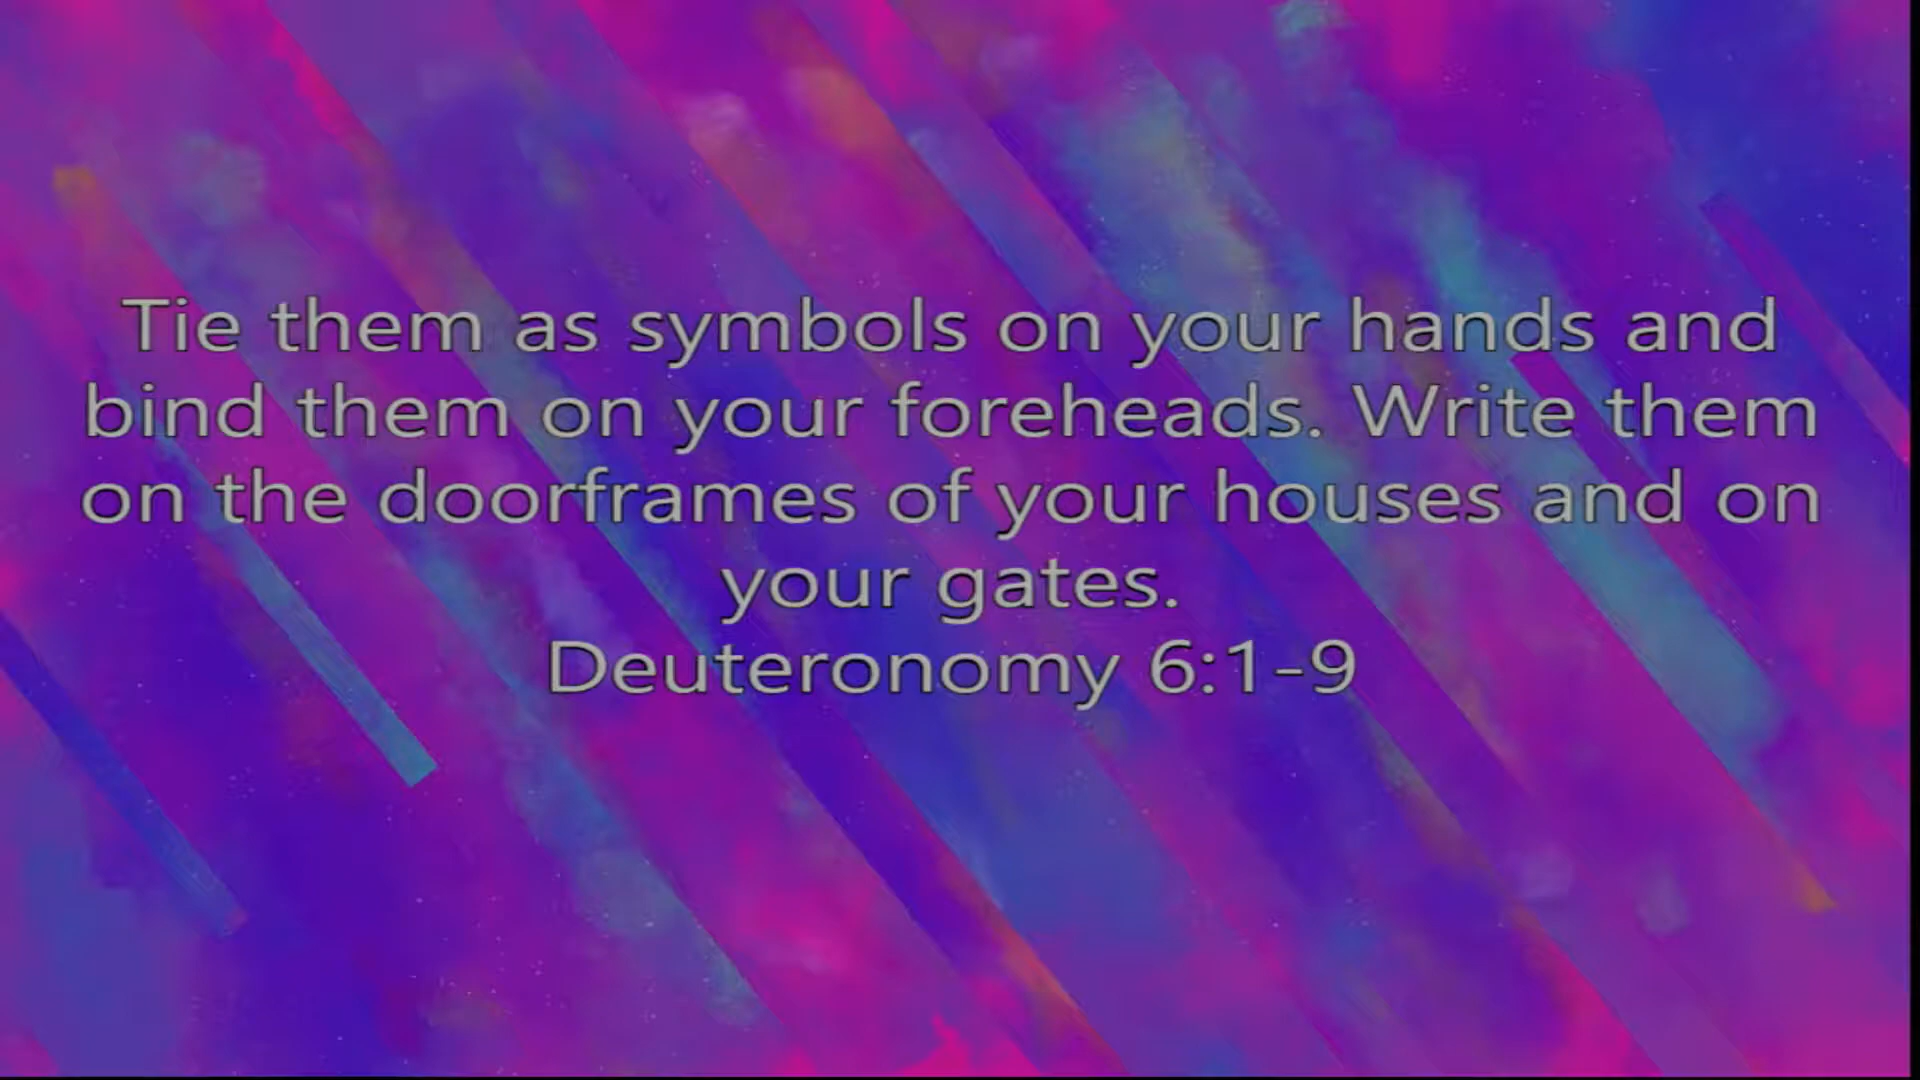 Tie them as symbols on your hands and
bind them on your foreheads. Write them
on the doorframes of your houses and on
your gates.
Deuteronomy 6:1-9